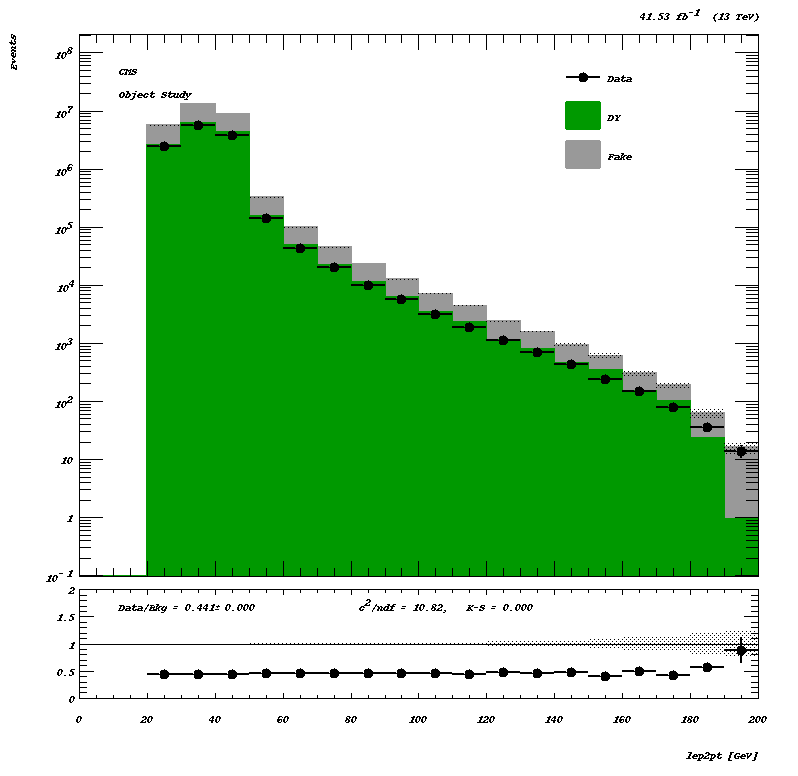 41.53 fb-1 (13 TeV)
Events
CMS
Object Study
Data
DY
Fake
10^8
10^7
10^6
10^5
10^4
10^3
10^2
10
1
10^-1
Data/Bkg = 0.441± 0.000 c^2/ndf = 10.82, K-S = 0.000
2
1.5
1
0.5
0
0 20 40 60 80 100 120 140 160 180 200
lep2pt [GeV]